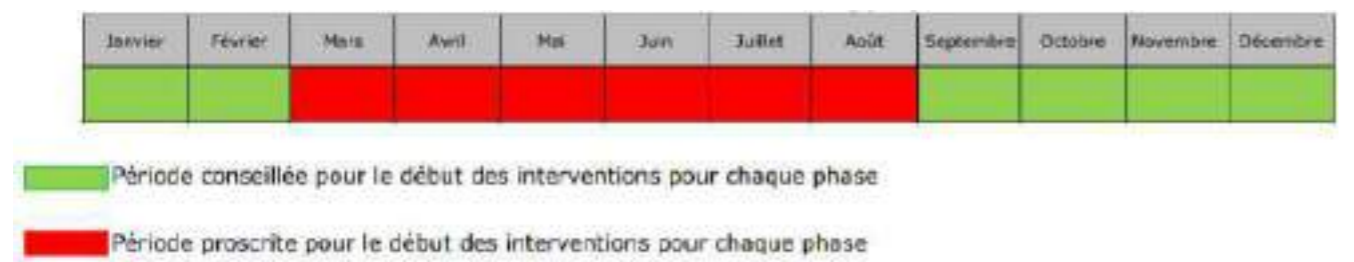 Janvier Février Mars Avril Mai Juin Juillet Août Septembre Octobre Novembre Décembre
Période conseillée pour le début des interventions pour chaque phase
Période proscrite pour le début des interventions pour chaque phase